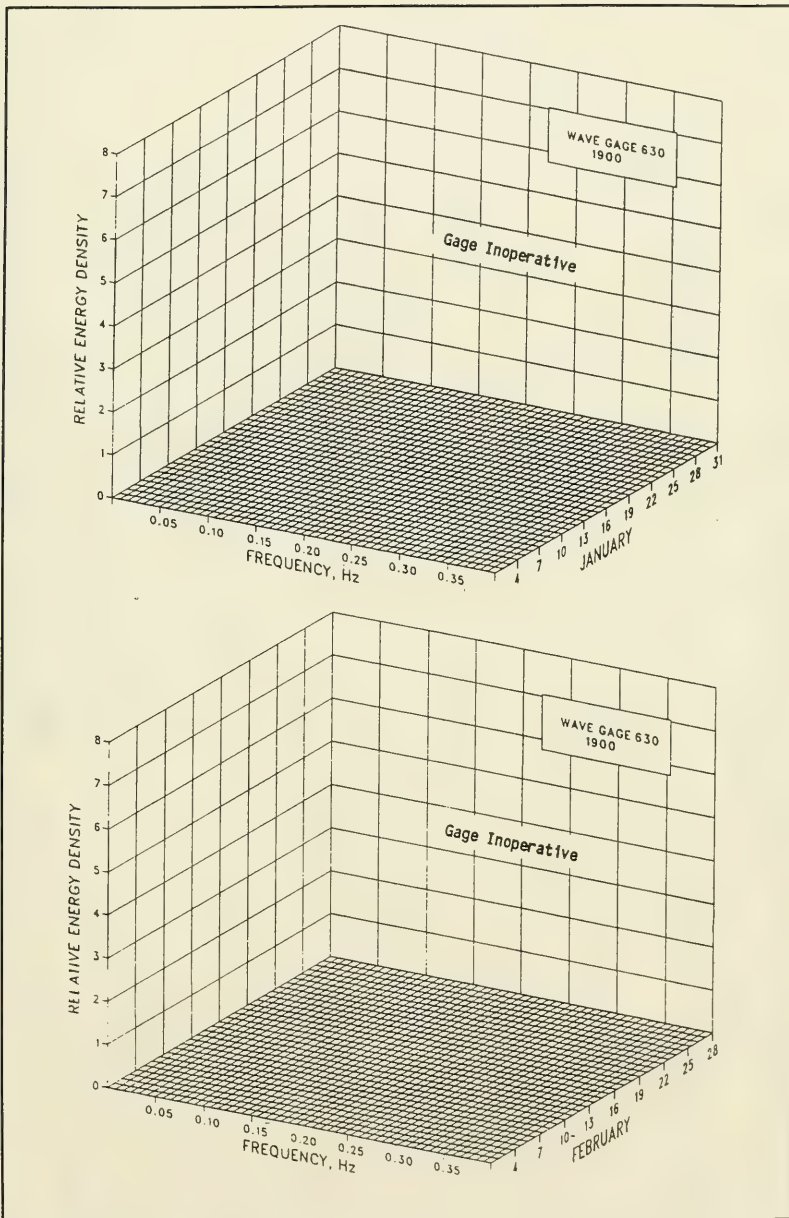 WAVE GAGE 630
1900
Gage Inoperative
RELATIVE ENERGY DENSITY
8
7
6
5
4
3
2
1
0
0.05 0.10 0.15 0.20 0.25 0.30 0.35
FREQUENCY, Hz
1 4 7 10 13 16 19 22 25 28 31
JANUARY
WAVE GAGE 630
1900
Gage Inoperative
RELATIVE ENERGY DENSITY
8
7
6
5
4
3
2
1
0
0.05 0.10 0.15 0.20 0.25 0.30 0.35
FREQUENCY, Hz
1 4 7 10 13 16 19 22 25 28
FEBRUARY